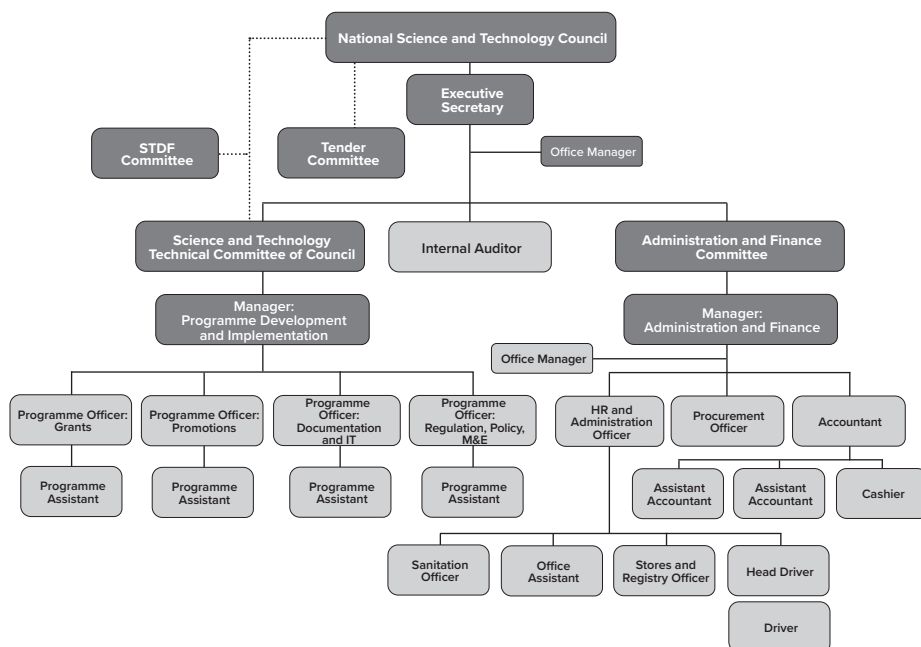 National Science and Technology Council
Executive
Secretary
STDF
Committee
Tender
Committee
Office Manager
Science and Technology
Technical Committee of Council
Internal Auditor
Administration and Finance
Committee
Manager:
Programme Development
and Implementation
Manager:
Administration and Finance
Office Manager
Programme Officer:
Grants
Programme Officer:
Promotions
Programme
Officer:
Documentation
and IT
Programme
Officer:
Regulation, Policy,
M&E
HR and
Administration
Officer
Procurement
Officer
Accountant
Programme
Assistant
Programme
Assistant
Programme
Assistant
Programme
Assistant
Assistant
Accountant
Assistant
Accountant
Cashier
Sanitation
Officer
Office
Assistant
Stores and
Registry Officer
Head Driver
Driver